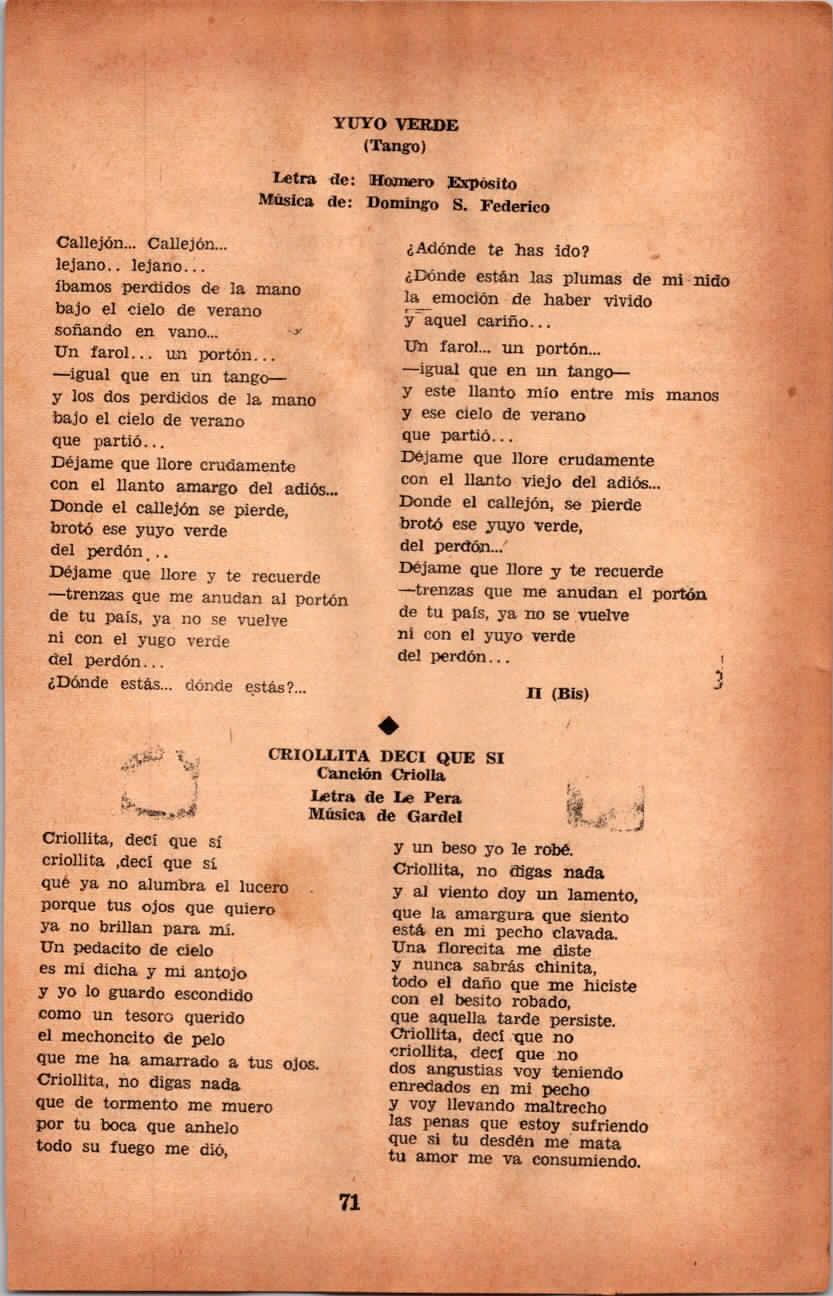 YUYO VERDE
(Tango)
Letra de: Homero Expósito
Música de: Domingo S. Federico
Callejón... Callejón...
lejano.. lejano...
íbamos perdidos de la mano
bajo el cielo de verano
soñando en vano...
Un farol... un portón...
—igual que en un tango—
y los dos perdidos de la mano
bajo el cielo de verano
que partió...
Déjame que llore crudamente
con el llanto amargo del adiós...
Donde el callejón se pierde,
brotó ese yuyo verde
del perdón...
Déjame que llore y te recuerde
—trenzas que me anudan al portón
de tu país, ya no se vuelve
ni con el yugo verde
del perdón...
¿Dónde estás... dónde estás?...
¿Adónde te has ido?
¿Dónde están las plumas de mi nido
la emoción de haber vivido
y aquel cariño...
Un farol... un portón...
—igual que en un tango—
y este llanto mío entre mis manos
y ese cielo de verano
que partió...
Déjame que llore crudamente
con el llanto viejo del adiós...
Donde el callejón, se pierde
brotó ese yuyo verde,
del perdón...
Déjame que llore y te recuerde
—trenzas que me anudan el portón
de tu país, ya no se vuelve
ni con el yuyo verde
del perdón...
II (Bis)
CRIOLLITA DECI QUE SI
Canción Criolla
Letra de Le Pera
Música de Gardel
Criollita, decí que sí
criollita ,decí que sí
qué ya no alumbra el lucero
porque tus ojos que quiero
ya no brillan para mí.
Un pedacito de cielo
es mi dicha y mi antojo
y yo lo guardo escondido
como un tesoro querido
el mechoncito de pelo
que me ha amarrado a tus ojos.
Criollita, no digas nada
que de tormento me muero
por tu boca que anhelo
todo su fuego me dió,
y un beso yo le robé.
Criollita, no digas nada
y al viento doy un lamento,
que la amargura que siento
está en mi pecho clavada.
Una florecita me diste
y nunca sabrás chinita,
todo el daño que me hiciste
con el besito robado,
que aquella tarde persiste.
Criollita, decí que no
criollita, decí que no
dos angustias voy teniendo
enredados en mi pecho
y voy llevando maltrecho
las penas que estoy sufriendo
que si tu desdén me mata
tu amor me va consumiendo.
71